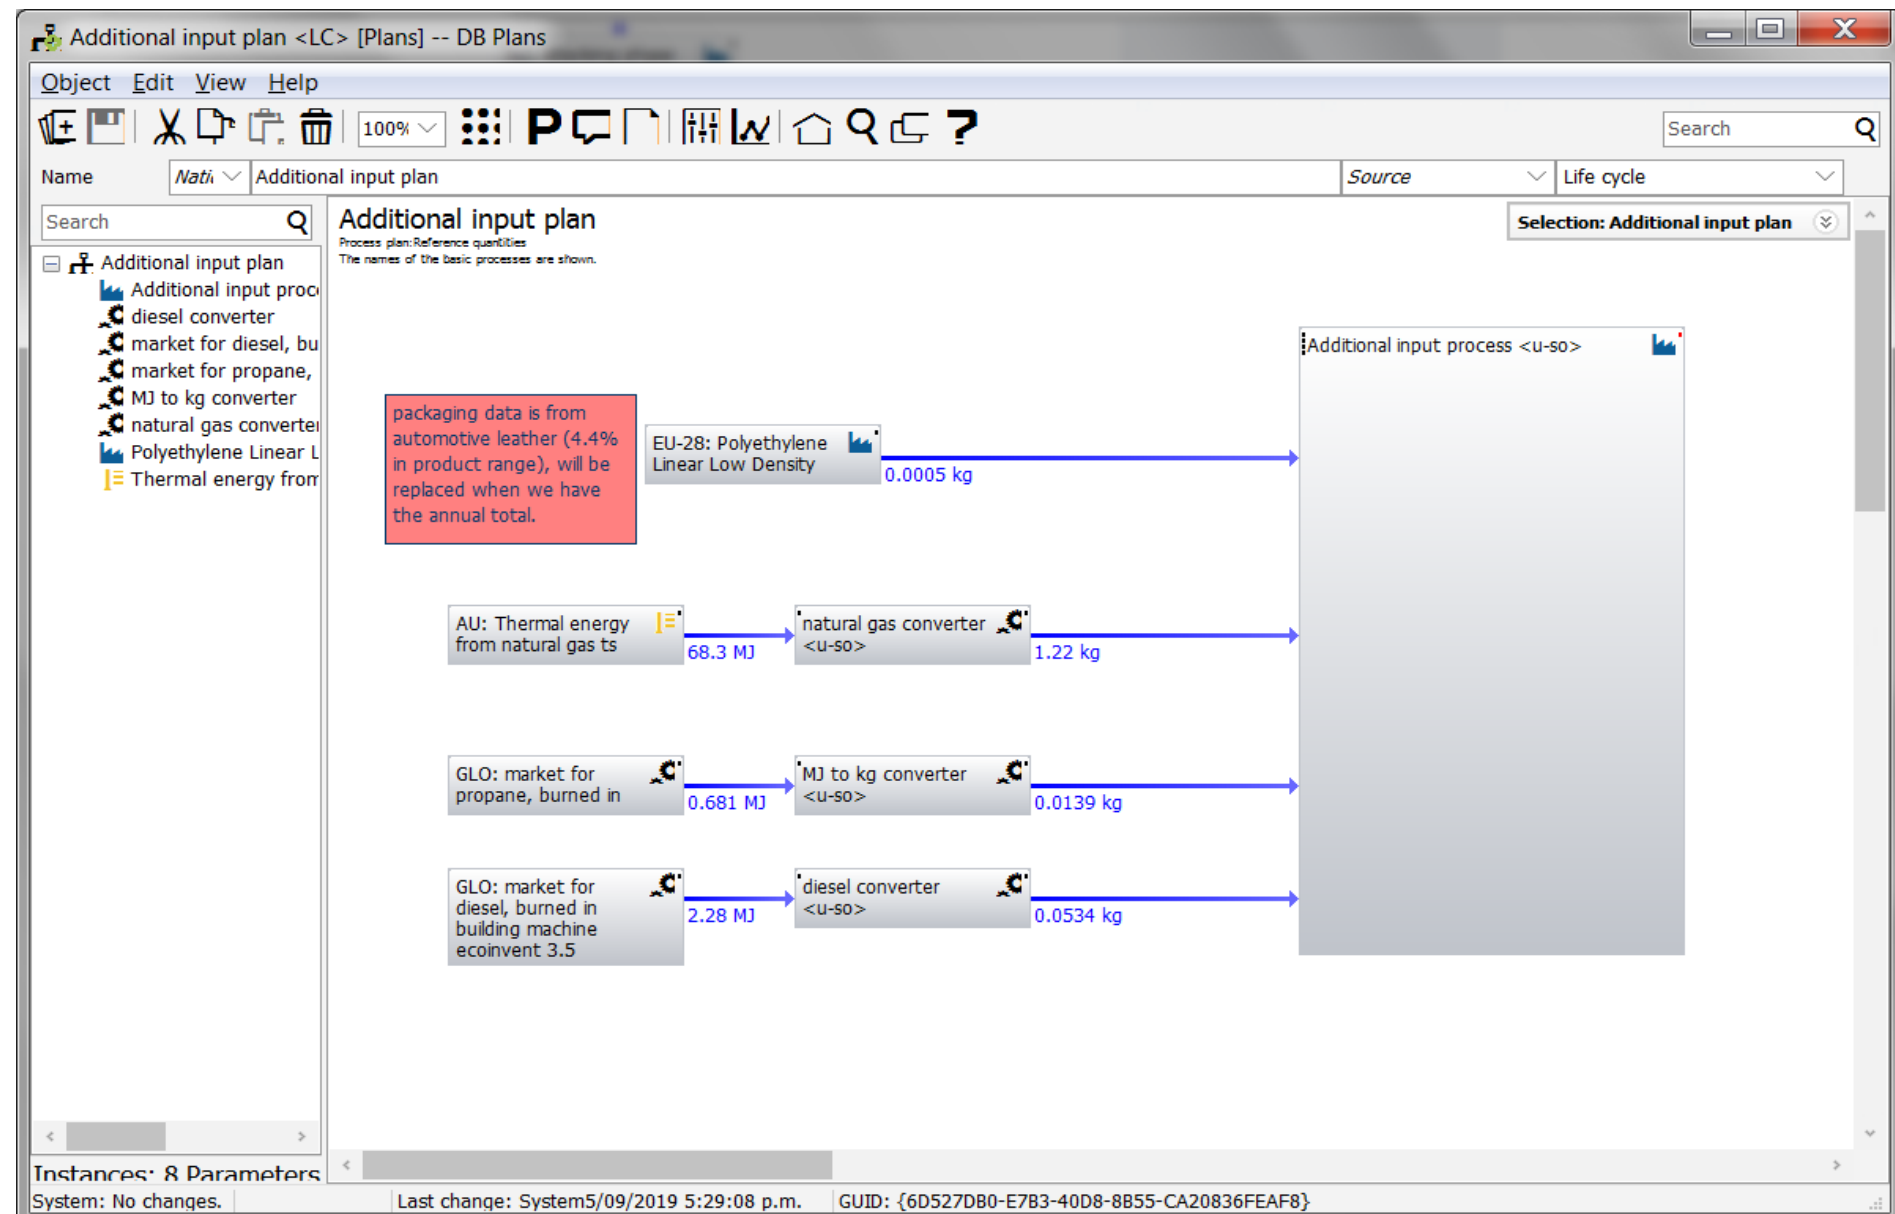 Additional input plan <LC> [Plans] -- DB Plans
Object Edit View Help
100%
P ?
Search
Name Natio Additional input plan Source Life cycle
Search
Additional input plan
Additional input proc
diesel converter
market for diesel, bu
market for propane,
MJ to kg converter
natural gas converter
Polyethylene Linear L
Thermal energy from
Additional input plan
Process plan:Reference quantities
The names of the basic processes are shown.
Selection: Additional input plan
Additional input process <u-so>
packaging data is from
automotive leather (4.4%
in product range), will be
replaced when we have
the annual total.
EU-28: Polyethylene
Linear Low Density
0.0005 kg
AU: Thermal energy
from natural gas ts
68.3 MJ
natural gas converter
<u-so>
1.22 kg
GLO: market for
propane, burned in
0.681 MJ
MJ to kg converter
<u-so>
0.0139 kg
GLO: market for
diesel, burned in
building machine
ecoinvent 3.5
2.28 MJ
diesel converter
<u-so>
0.0534 kg
Instances: 8 Parameters
System: No changes.
Last change: System5/09/2019 5:29:08 p.m.
GUID: {6D527DB0-E7B3-40D8-8B55-CA20836FEAF8}